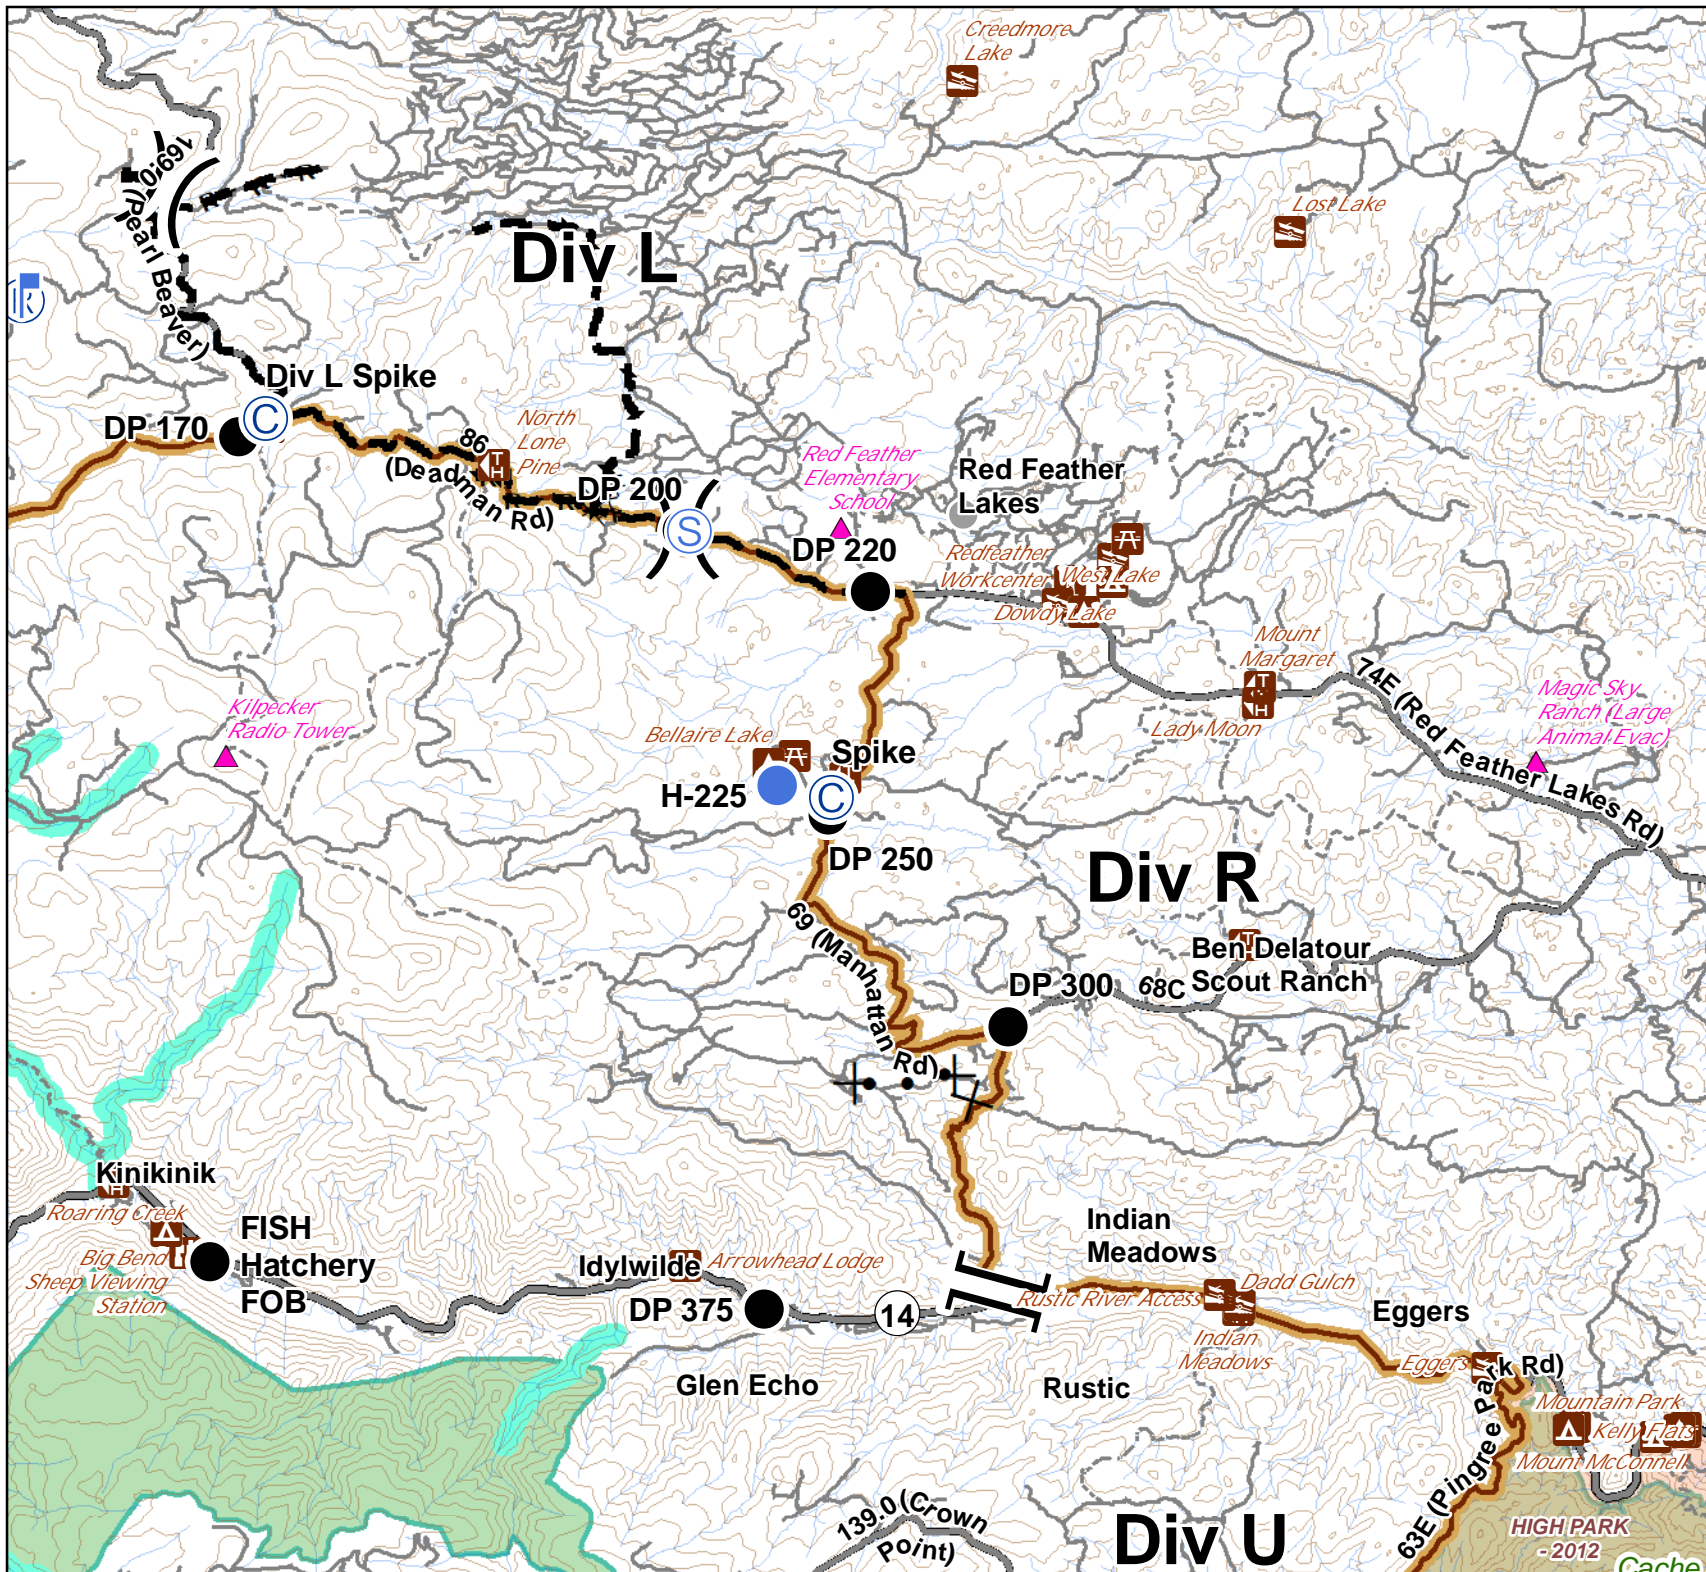 Creedmore
Lake
169.0
(Pearl Beaver)
Lost Lake
Div L
R
Div L Spike
C
DP 170
86
(Deadman Rd)
North
Lone
Pine
TH
DP 200
S
Red Feather
Elementary
School
Red Feather
Lakes
DP 220
Redfeather
Workcenter
West Lake
Dowdy Lake
Mount
Margaret
TH
Lady Moon
74E (Red Feather Lakes Rd)
Magic Sky
Ranch (Large
Animal Evac)
Kilpecker
Radio Tower
Bellaire Lake
Spike
H-225
C
DP 250
Div R
69 (Manhattan Rd)
Ben Delatour
Scout Ranch
DP 300
68C
Kinikinik
Roaring Creek
Big Bend
Sheep Viewing
Station
FISH
Hatchery
FOB
Idylwilde
Arrowhead Lodge
DP 375
14
Indian
Meadows
Rustic River Access
Dadd Gulch
Indian
Meadows
Eggers
Eggers
Glen Echo
Rustic
63E (Pingree Park Rd)
Mountain Park
Kelly Flats
Mount McConnell
139.0 (Crown
Point)
Div U
HIGH PARK
- 2012
Cache